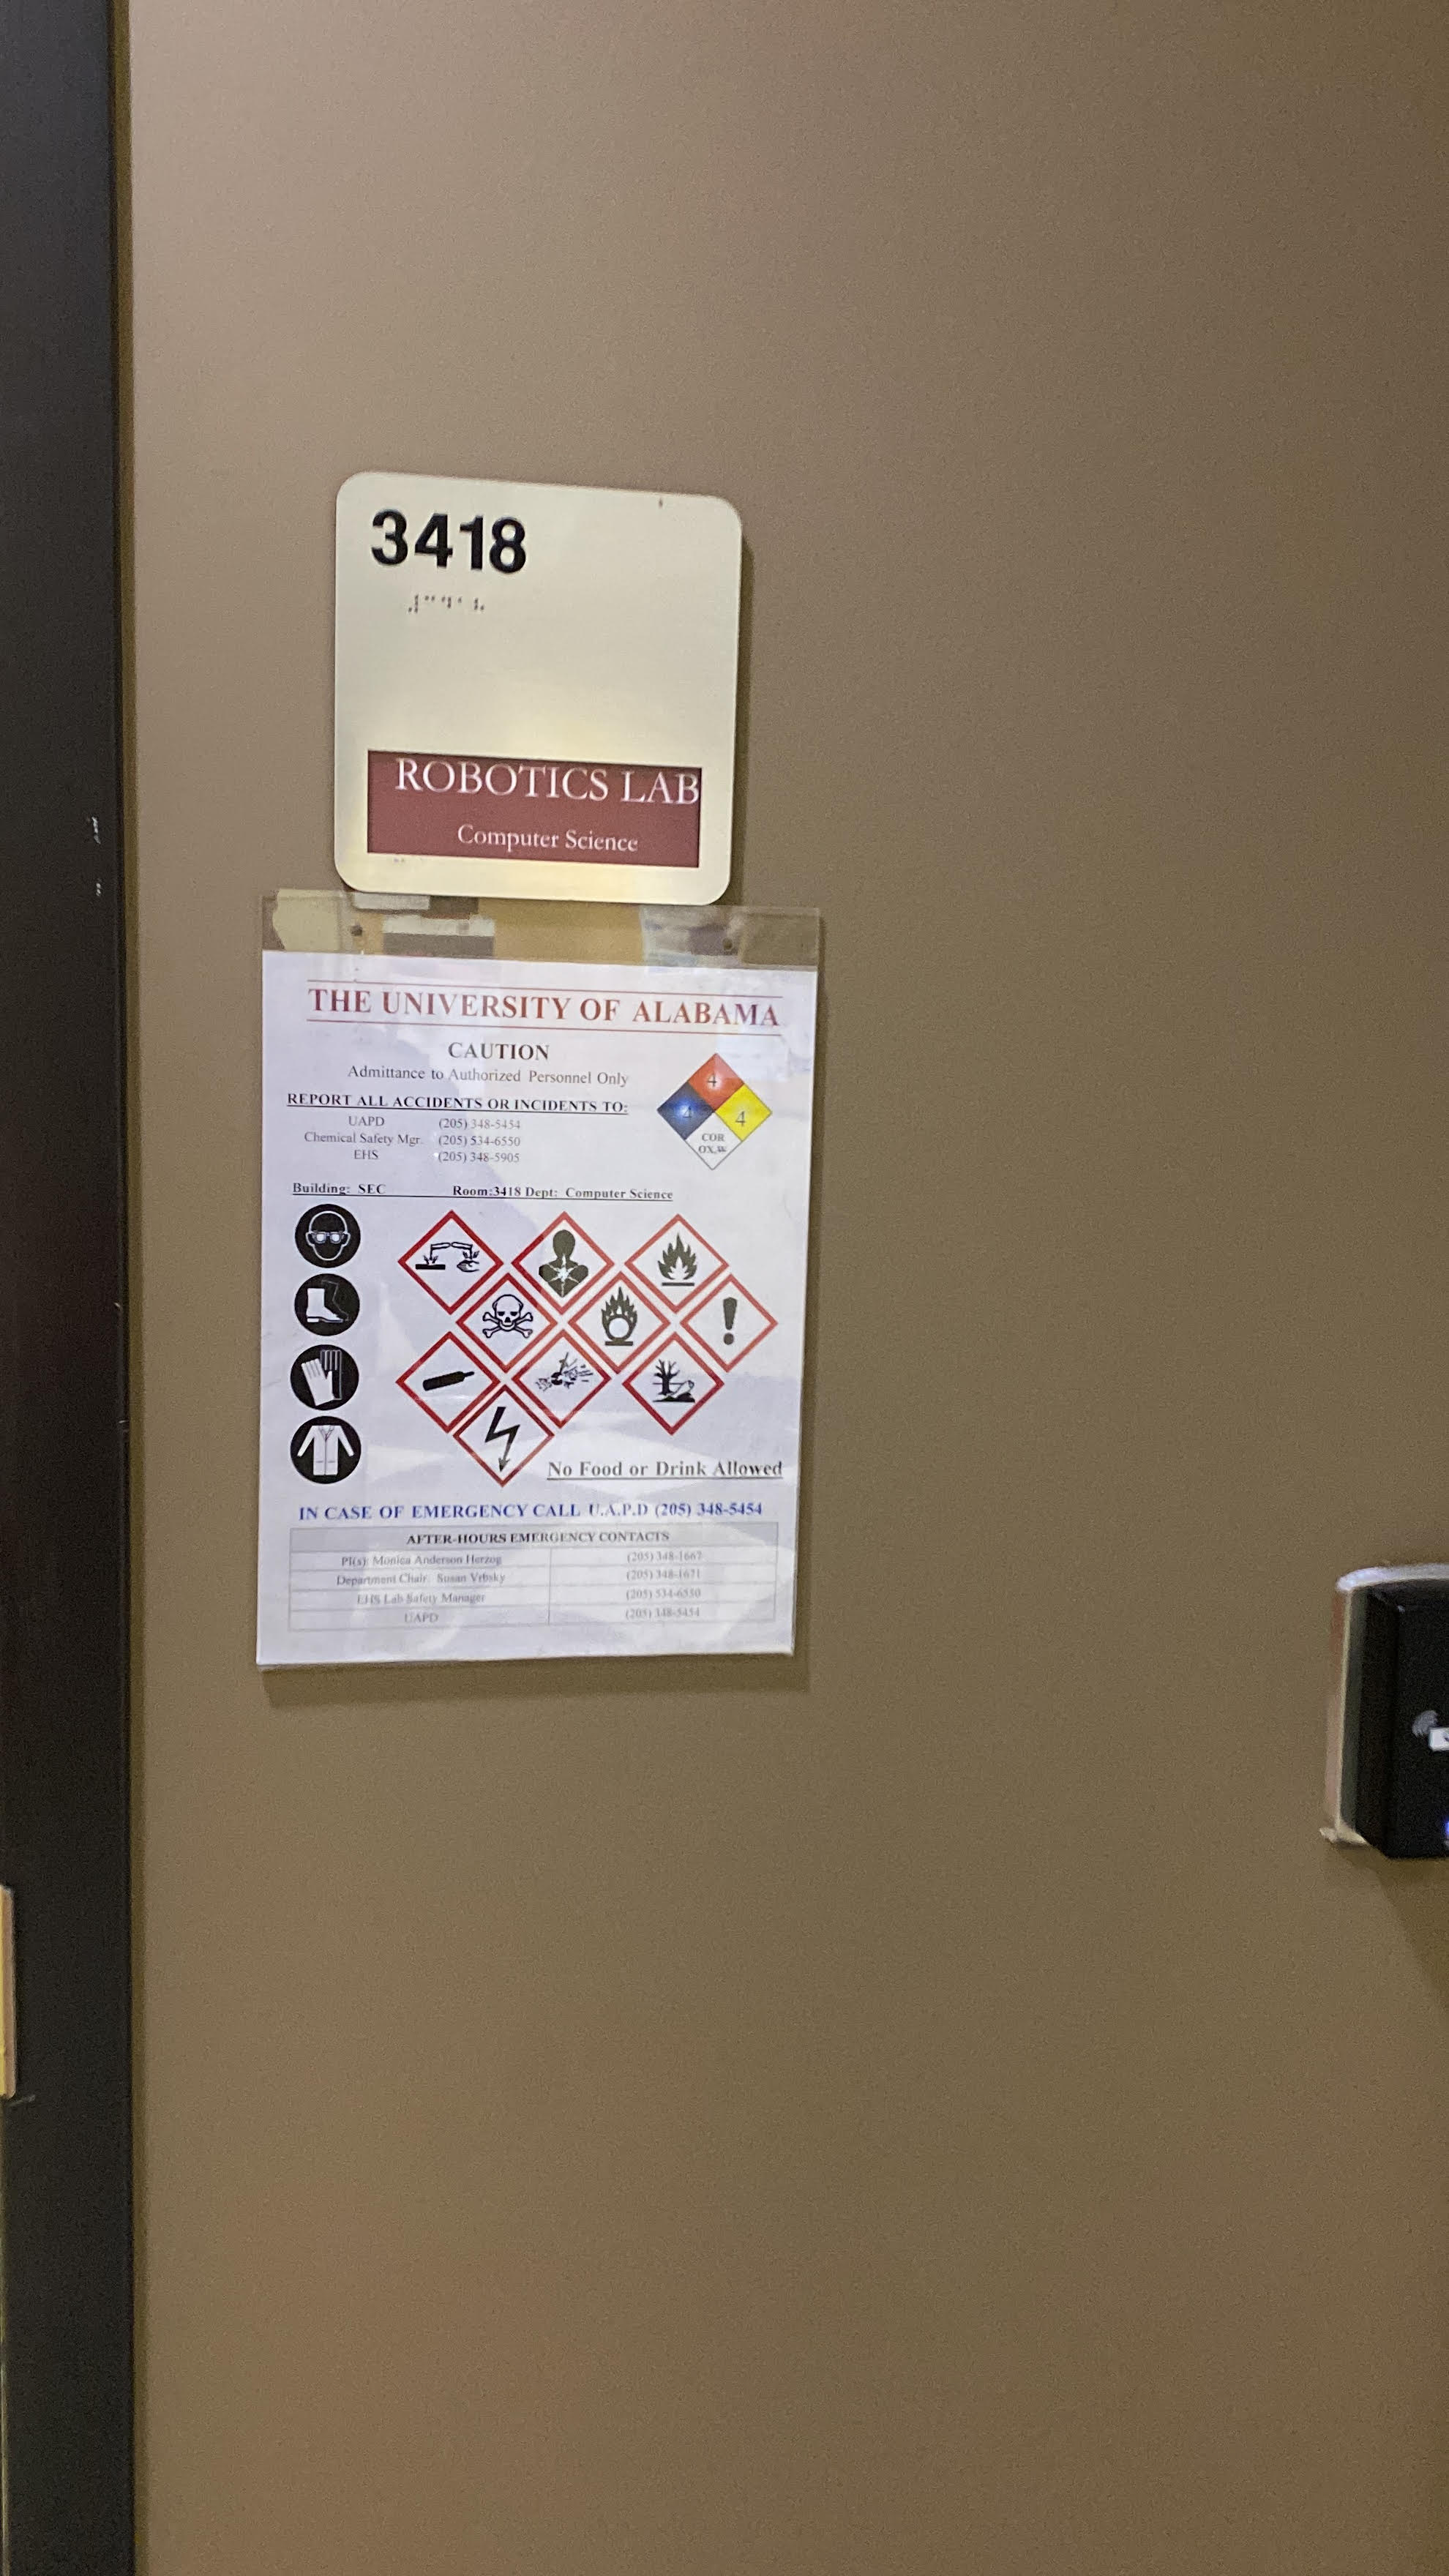 3418
ROBOTICS LAB
Computer Science
THE UNIVERSITY OF ALABAMA
CAUTION
Admittance to Authorized Personnel Only
REPORT ALL ACCIDENTS OR INCIDENTS TO:
UAPD (205) 348-5454
Chemical Safety Mgr. (205) 534-6550
EHS (205) 348-5905
4
4
4
COR
OX,W
Building: SEC Room:3418 Dept: Computer Science
No Food or Drink Allowed
IN CASE OF EMERGENCY CALL U.A.P.D (205) 348-5454
AFTER-HOURS EMERGENCY CONTACTS
PI(s): Monica Anderson Herzog (205) 348-1667
Department Chair: Susan Vrbsky (205) 348-1671
EHS Lab Safety Manager (205) 534-6550
UAPD (205) 348-5454